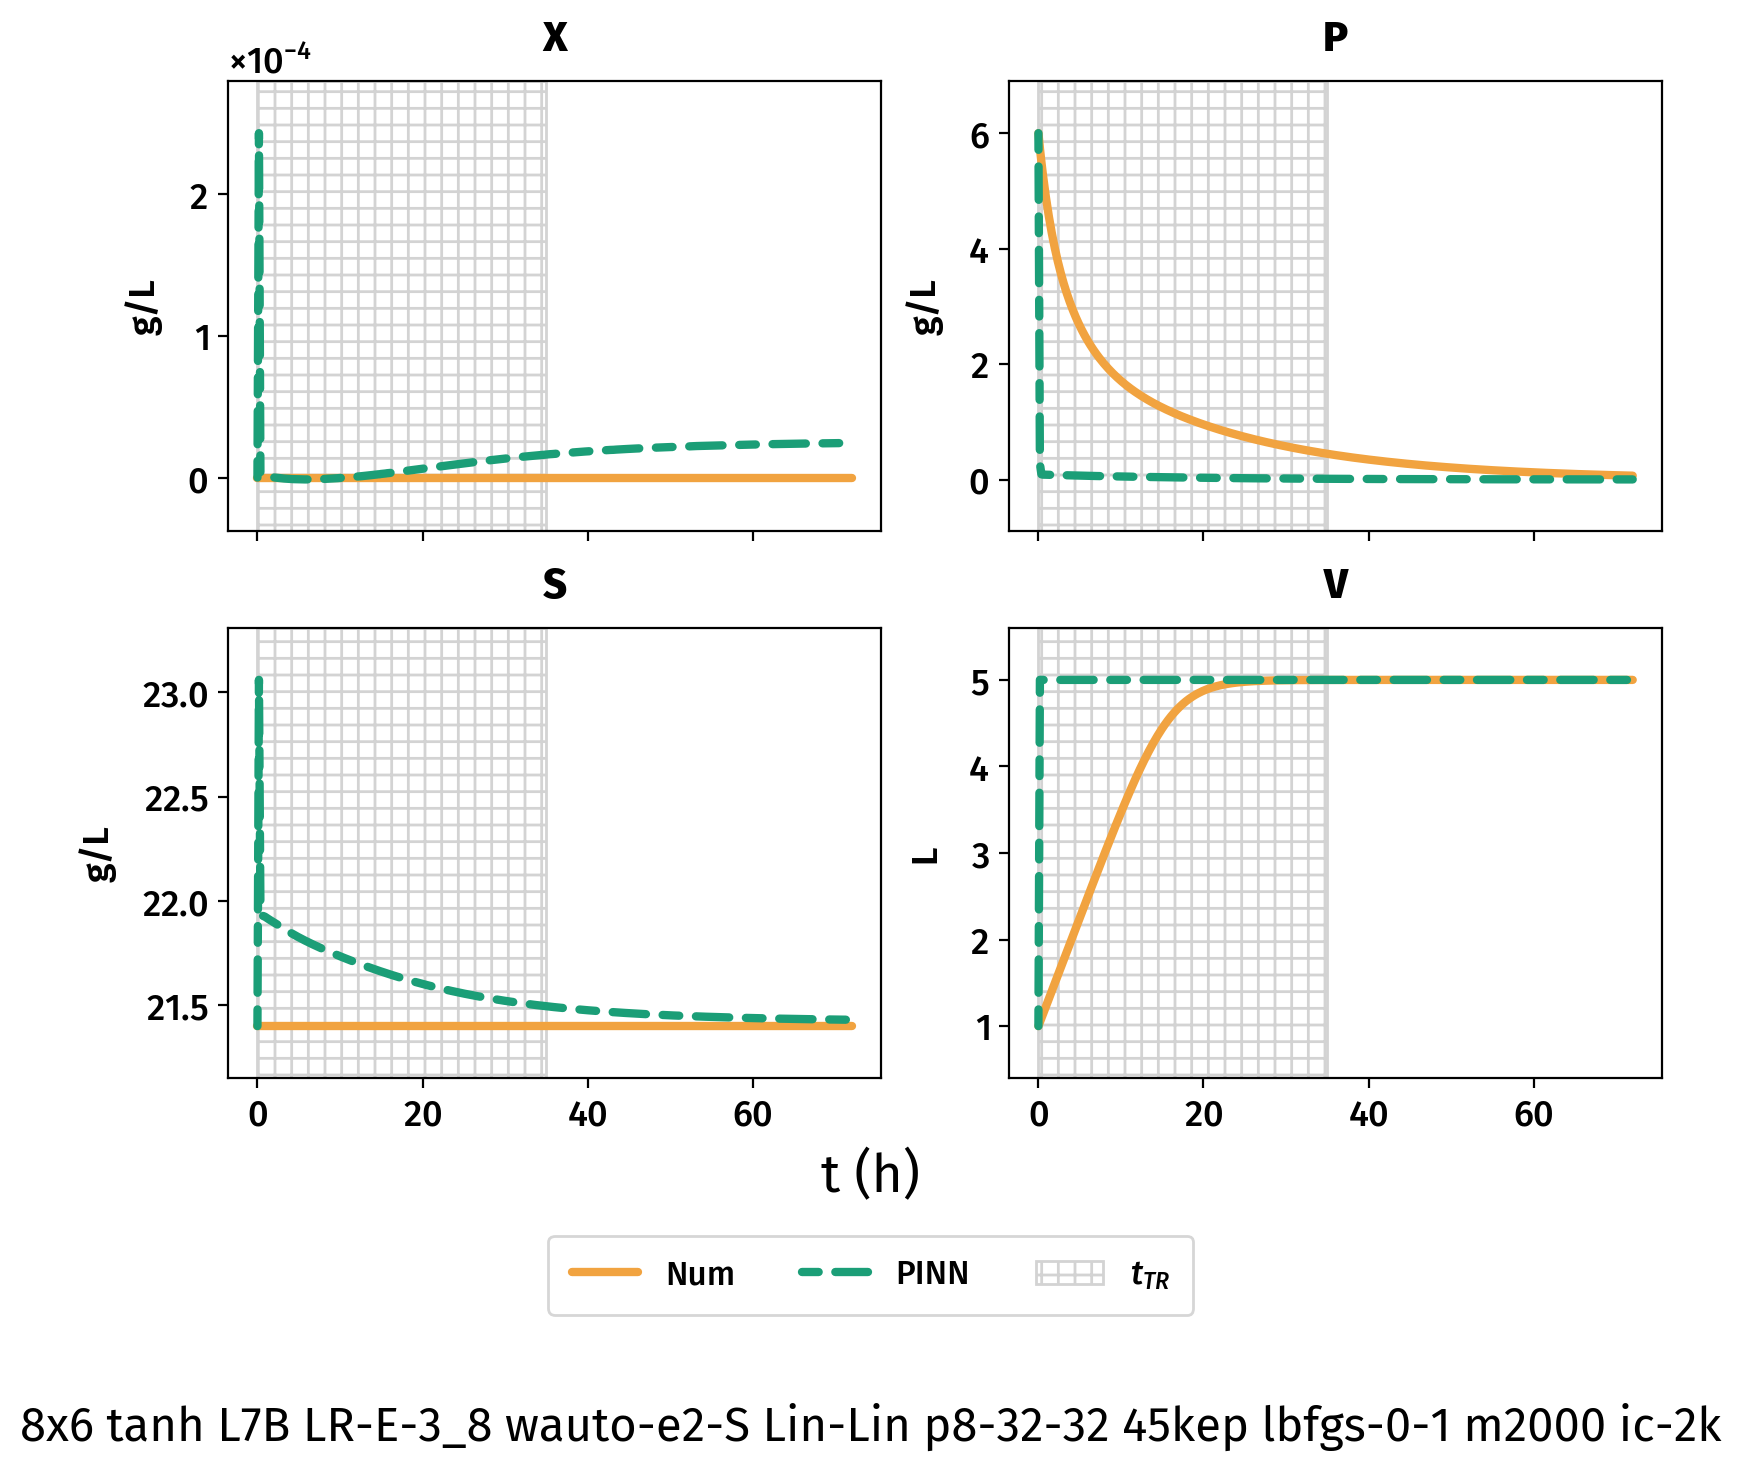 X
×10⁻⁴
g/L
2
1
0
P
g/L
6
4
2
0
S
g/L
23.0
22.5
22.0
21.5
0
20
40
60
V
L
5
4
3
2
1
0
20
40
60
t (h)
Num
PINN
t_TR
8x6 tanh L7B LR-E-3_8 wauto-e2-S Lin-Lin p8-32-32 45kep lbfgs-0-1 m2000 ic-2k